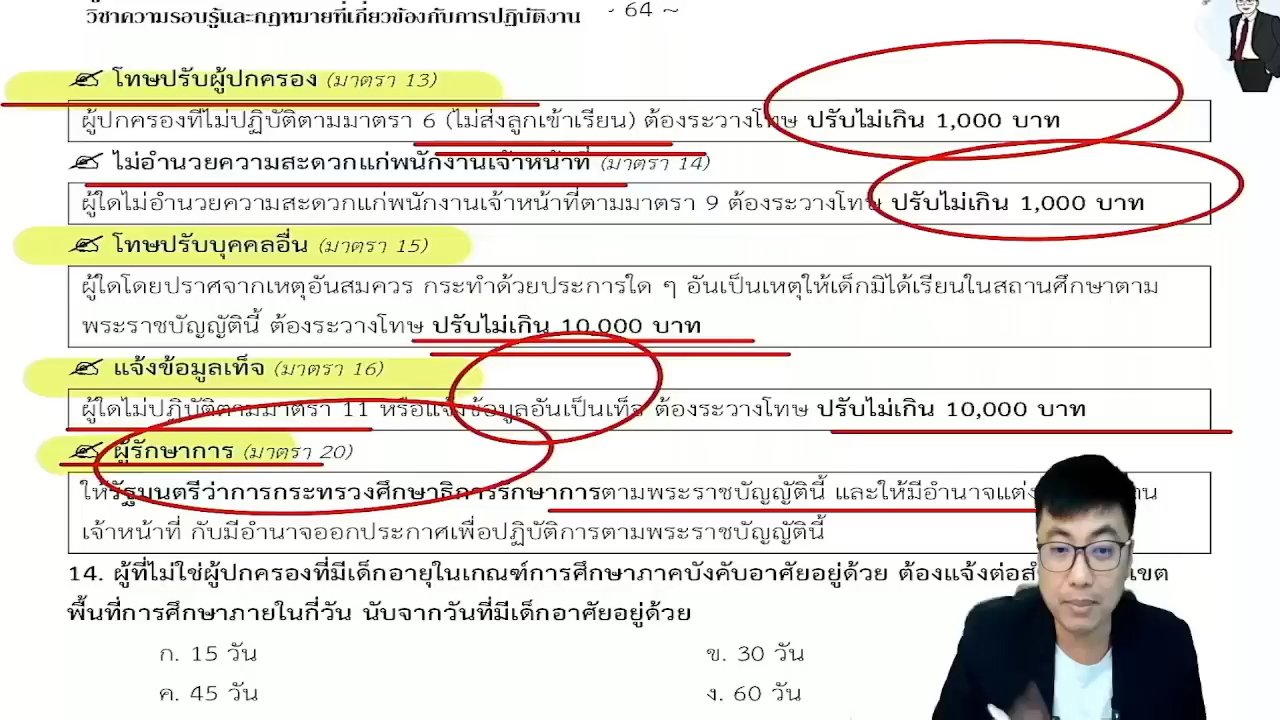 วิชาความรอบรู้และกฎหมายที่เกี่ยวข้องกับการปฏิบัติงาน - 64 ~
โทษปรับผู้ปกครอง (มาตรา 13)
ผู้ปกครองที่ไม่ปฏิบัติตามมาตรา 6 (ไม่ส่งลูกเข้าเรียน) ต้องระวางโทษ ปรับไม่เกิน 1,000 บาท
ไม่อำนวยความสะดวกแก่พนักงานเจ้าหน้าที่ (มาตรา 14)
ผู้ใดไม่อำนวยความสะดวกแก่พนักงานเจ้าหน้าที่ตามมาตรา 9 ต้องระวางโทษ ปรับไม่เกิน 1,000 บาท
โทษปรับบุคคลอื่น (มาตรา 15)
ผู้ใดโดยปราศจากเหตุอันสมควร กระทำด้วยประการใด ๆ อันเป็นเหตุให้เด็กมิได้เรียนในสถานศึกษาตาม
พระราชบัญญัตินี้ ต้องระวางโทษ ปรับไม่เกิน 10,000 บาท
แจ้งข้อมูลเท็จ (มาตรา 16)
ผู้ใดไม่ปฏิบัติตามมาตรา 11 หรือแจ้งข้อมูลอันเป็นเท็จ ต้องระวางโทษ ปรับไม่เกิน 10,000 บาท
ผู้รักษาการ (มาตรา 20)
ให้รัฐมนตรีว่าการกระทรวงศึกษาธิการรักษาการตามพระราชบัญญัตินี้ และให้มีอำนาจแต่ง
เจ้าหน้าที่ กับมีอำนาจออกประกาศเพื่อปฏิบัติการตามพระราชบัญญัตินี้
14. ผู้ที่ไม่ใช่ผู้ปกครองที่มีเด็กอายุในเกณฑ์การศึกษาภาคบังคับอาศัยอยู่ด้วย ต้องแจ้งต่อ เขต
พื้นที่การศึกษาภายในกี่วัน นับจากวันที่มีเด็กอาศัยอยู่ด้วย
ก. 15 วัน ข. 30 วัน
ค. 45 วัน ง. 60 วัน